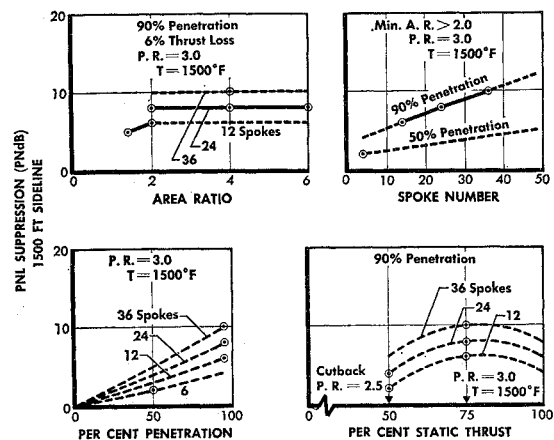 PNL SUPPRESSION (PNdB)
1500 FT SIDELINE
20
10
0
90% Penetration
6% Thrust Loss
P. R. = 3.0
T = 1500°F
12 Spokes
24
36
0 2 4 6
AREA RATIO
Min. A. R. > 2.0
P. R. = 3.0
T = 1500°F
90% Penetration
50% Penetration
0 10 20 30 40 50
SPOKE NUMBER
20
10
0
P. R. = 3.0
T = 1500°F
36 Spokes
24
12
6
50 100
PER CENT PENETRATION
90% Penetration
36 Spokes
24
12
Cutback
P. R. = 2.5
P. R. = 3.0
T = 1500°F
0 50 75 100
PER CENT STATIC THRUST